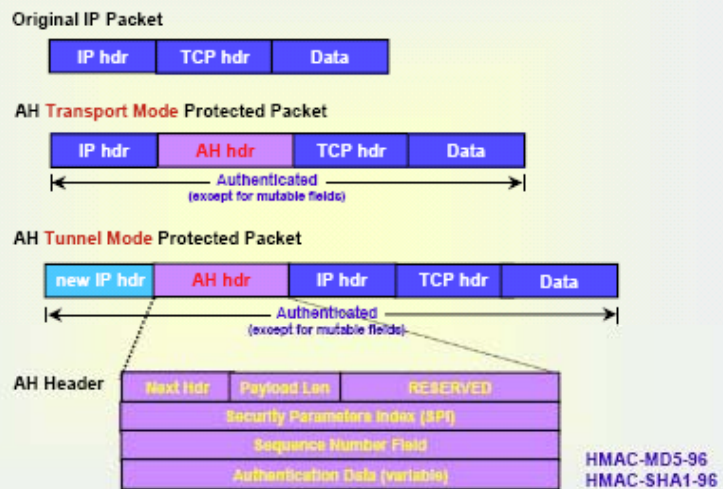 Original IP Packet
IP hdr TCP hdr Data
AH Transport Mode Protected Packet
IP hdr AH hdr TCP hdr Data
Authenticated
(except for mutable fields)
AH Tunnel Mode Protected Packet
new IP hdr AH hdr IP hdr TCP hdr Data
Authenticated
(except for mutable fields)
AH Header
Next Hdr Payload Len RESERVED
Security Parameters Index (SPI)
Sequence Number Field
Authentication Data (variable)
HMAC-MD5-96
HMAC-SHA1-96